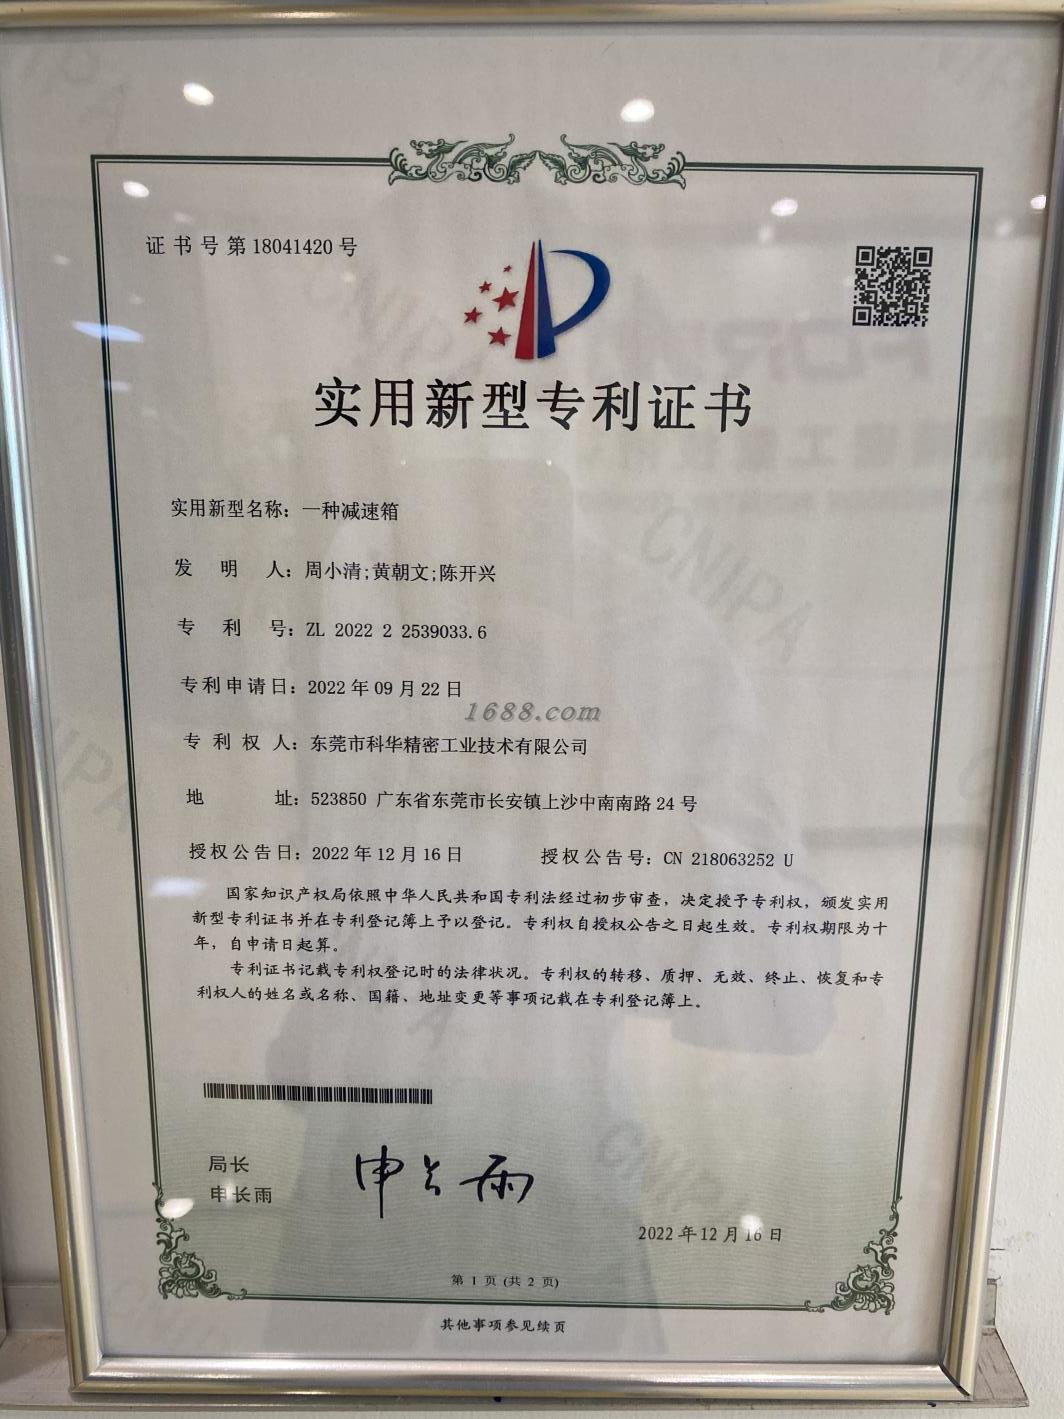 证书号第18041420号
实用新型专利证书
实用新型名称：一种减速箱
发明人：周小清;黄朝文;陈开兴
专利号：ZL 2022 2 2539033.6
专利申请日：2022年09月22日
1688.com
专利权人：东莞市科华精密工业技术有限公司
地址：523850 广东省东莞市长安镇上沙中南南路24号
授权公告日：2022年12月16日 授权公告号：CN 218063252 U
国家知识产权局依照中华人民共和国专利法经过初步审查，决定授予专利权，颁发实用
新型专利证书并在专利登记簿上予以登记。专利权自授权公告之日起生效。专利权期限为十
年，自申请日起算。
专利证书记载专利权登记时的法律状况。专利权的转移、质押、无效、终止、恢复和专
利权人的姓名或名称、国籍、地址变更等事项记载在专利登记簿上。
局长
申长雨
申长雨
2022年12月16日
第 1 页 (共 2 页)
其他事项参见续页
CNIPA
CNIPA
CNIPA